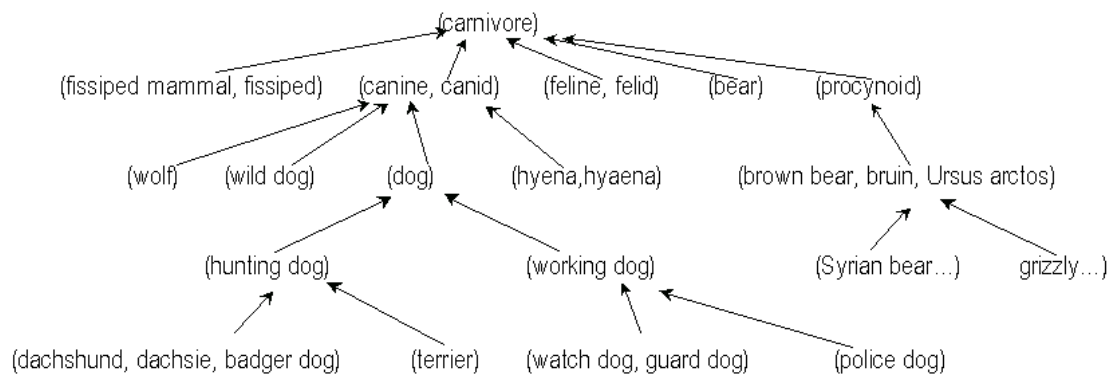 (carnivore)
(fissiped mammal, fissiped) (canine, canid) (feline, felid) (bear) (procynoid)
(wolf) (wild dog) (dog) (hyena,hyaena) (brown bear, bruin, Ursus arctos)
(hunting dog) (working dog) (Syrian bear…) grizzly…)
(dachshund, dachsie, badger dog) (terrier) (watch dog, guard dog) (police dog)